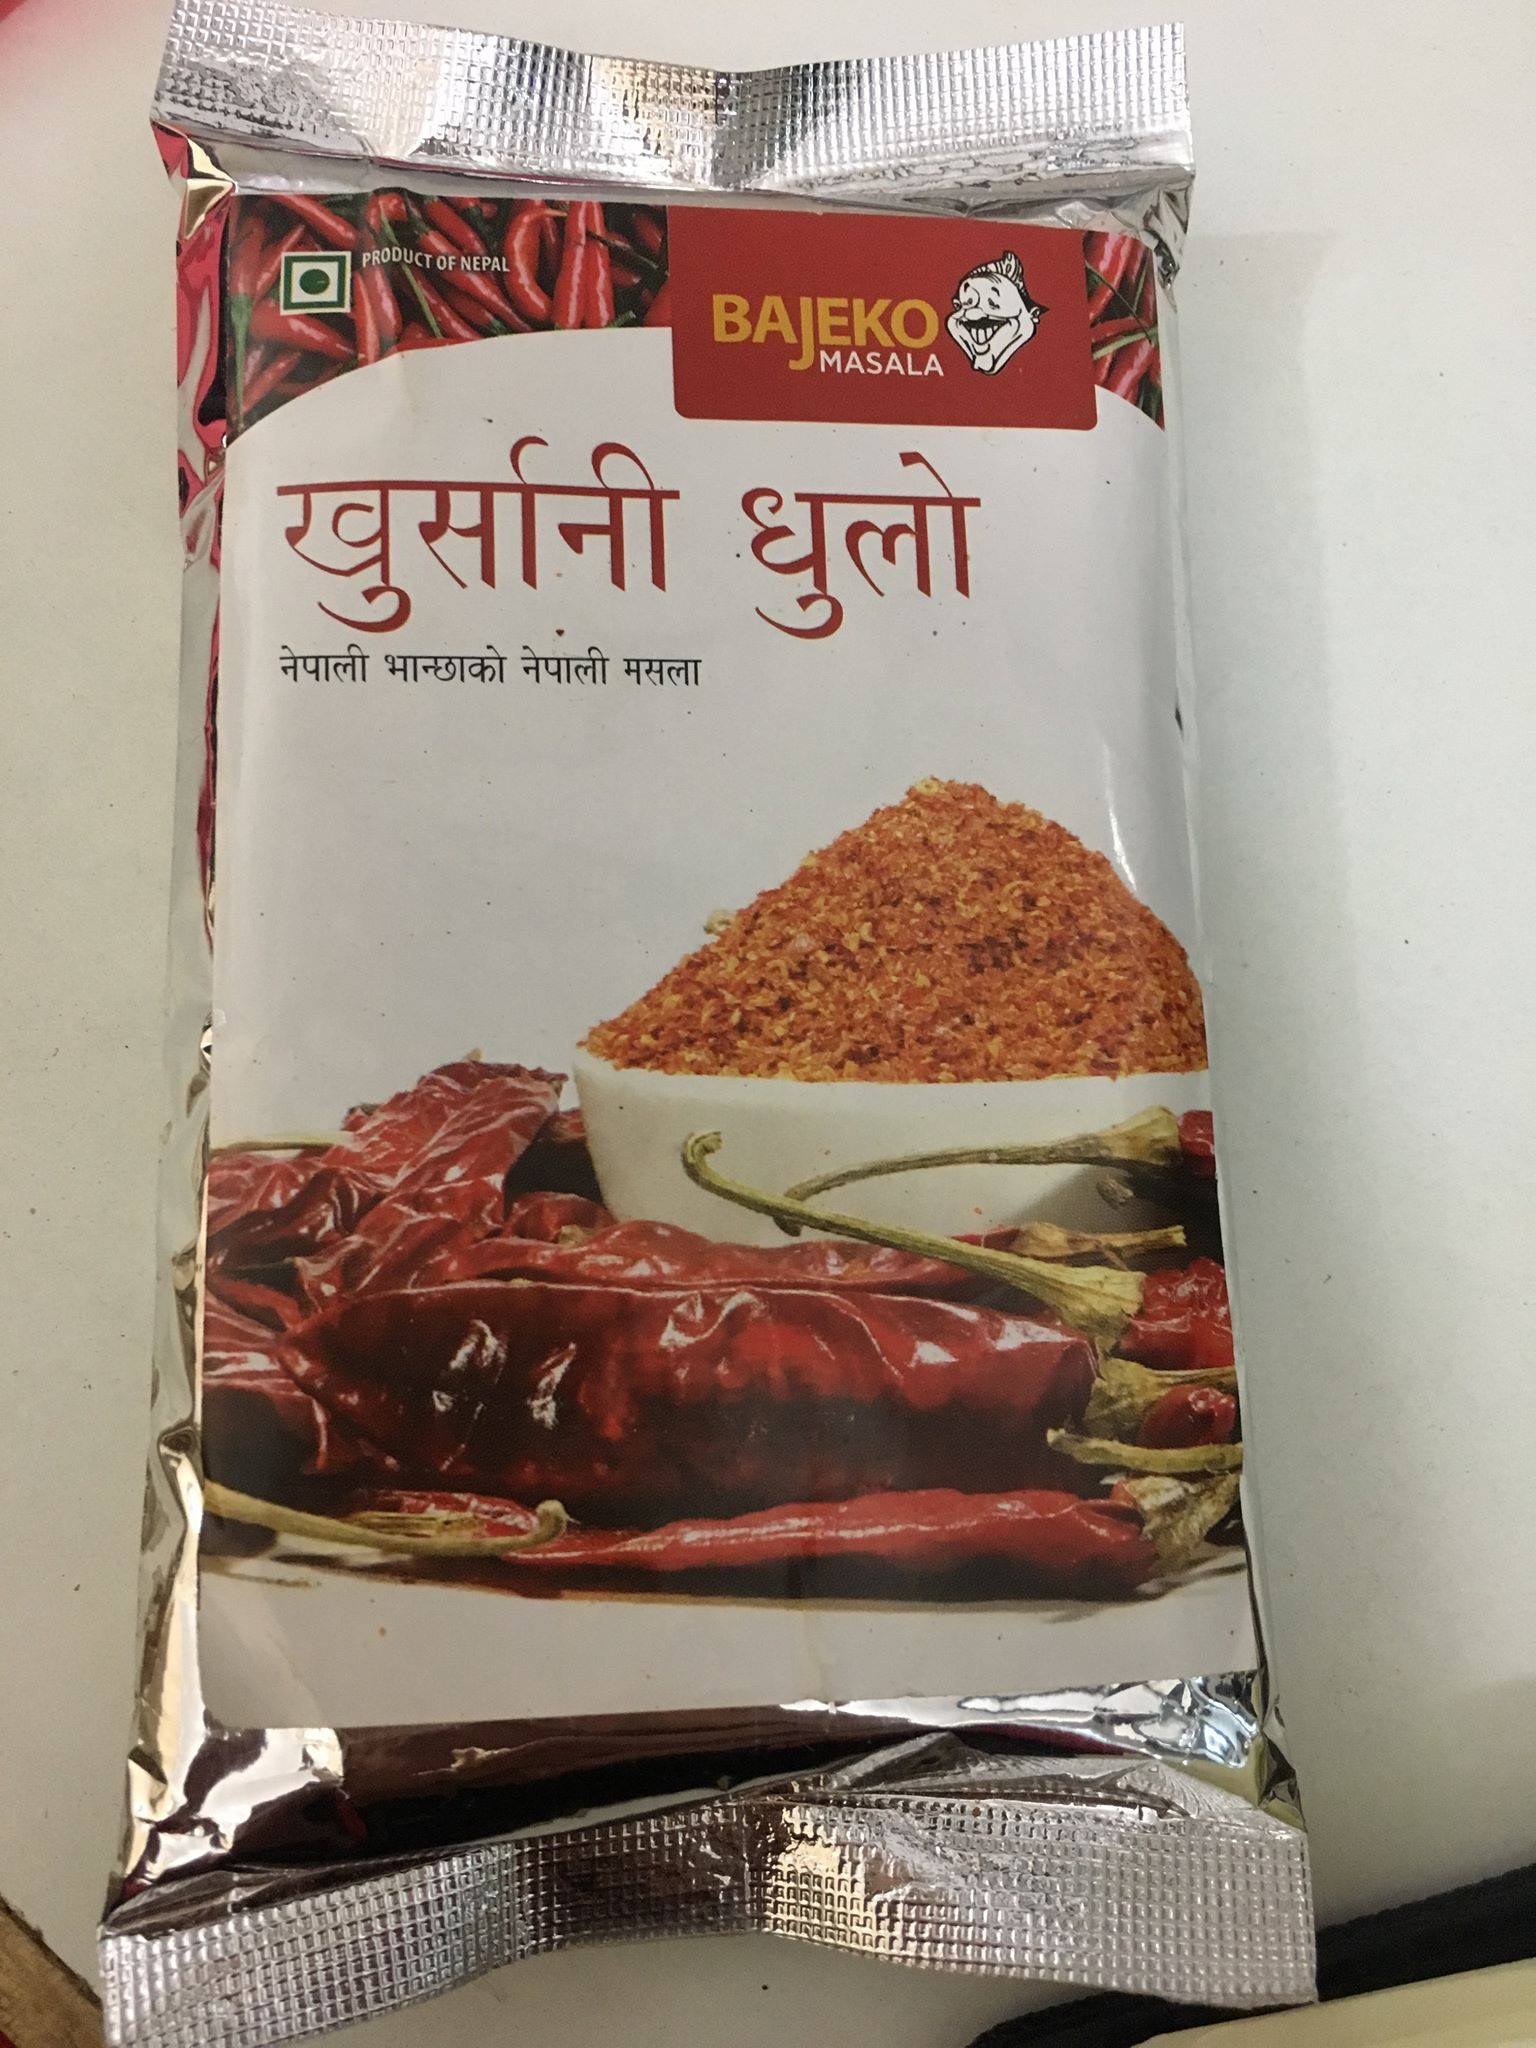 PRODUCT OF NEPAL
BAJEKO
MASALA
खुर्सानी धुलो
नेपाली भान्छाको नेपाली मसला